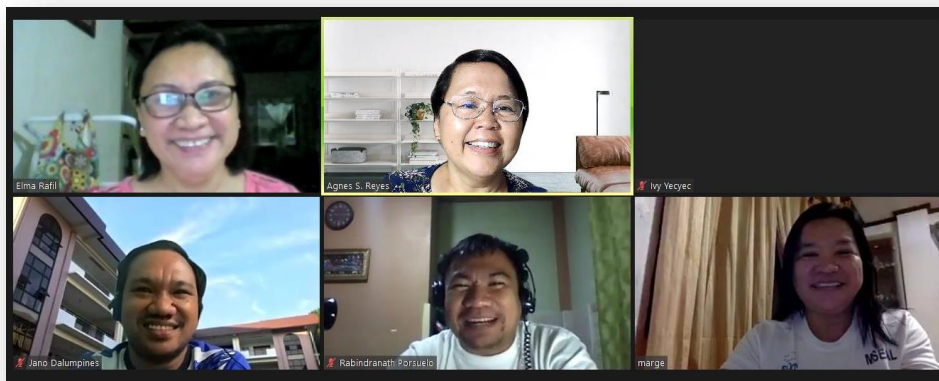 Elma Rafil
Agnes S. Reyes
Ivy Yecyec
Jano Dalumpines
Rabindranath Porsuelo
marge